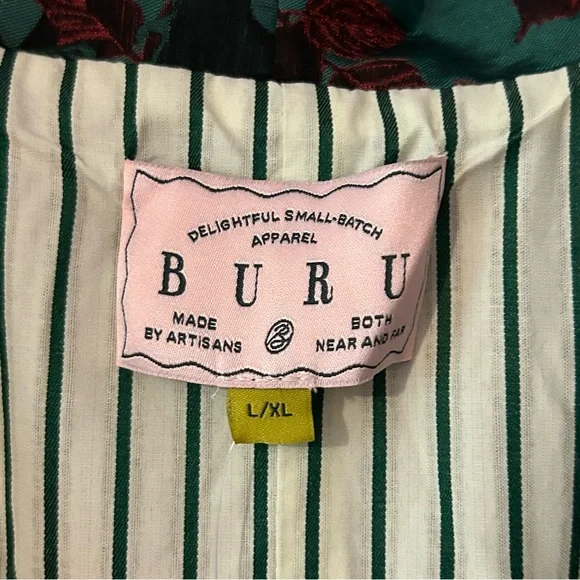 DELIGHTFUL SMALL-BATCH
APPAREL
BURU
MADE
BY ARTISANS
B
BOTH
NEAR AND FAR
L/XL